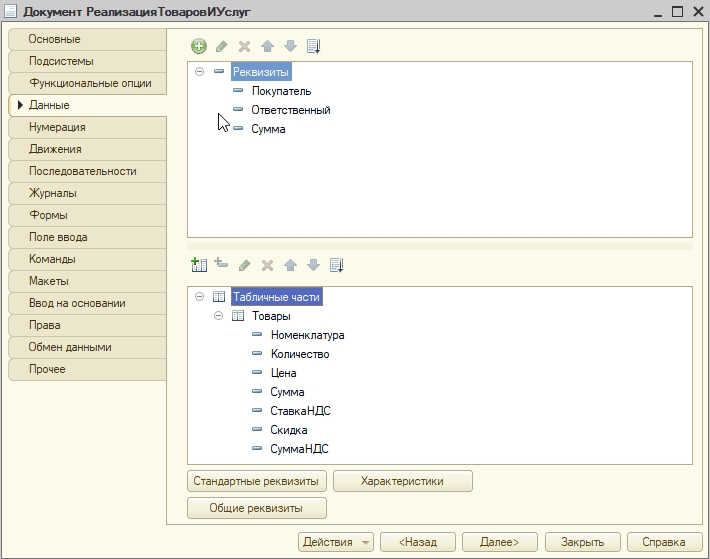 Документ РеализацияТоваровИУслуг
Основные
Подсистемы
Функциональные опции
Данные
Нумерация
Движения
Последовательности
Журналы
Формы
Поле ввода
Команды
Макеты
Ввод на основании
Права
Обмен данными
Прочее
Реквизиты
Покупатель
Ответственный
Сумма
Табличные части
Товары
Номенклатура
Количество
Цена
Сумма
СтавкаНДС
Скидка
СуммаНДС
Стандартные реквизиты
Характеристики
Общие реквизиты
Действия
<Назад
Далее>
Закрыть
Справка